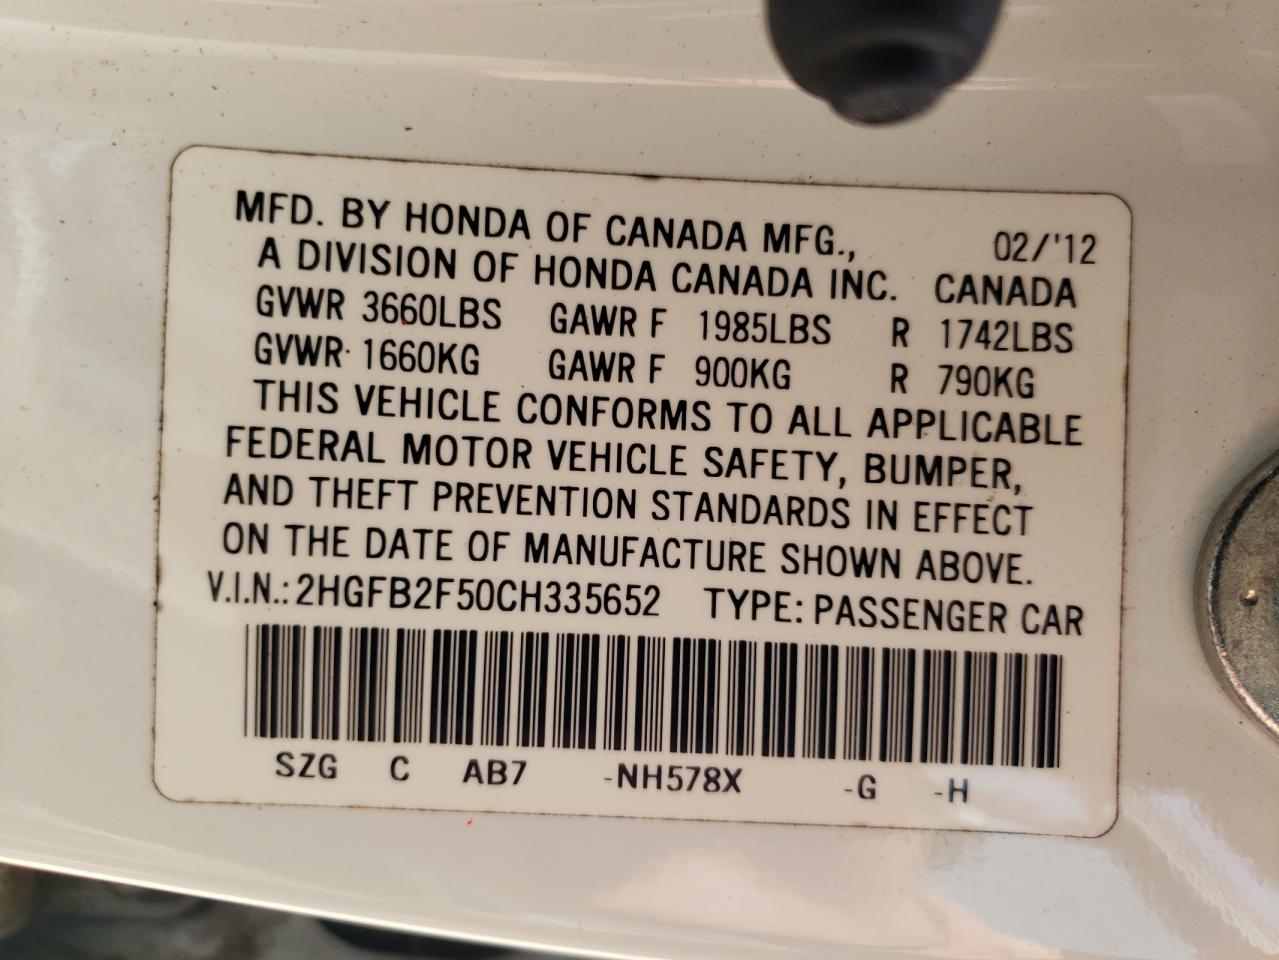 MFD. BY HONDA OF CANADA MFG., 02/'12
A DIVISION OF HONDA CANADA INC. CANADA
GVWR 3660LBS GAWR F 1985LBS R 1742LBS
GVWR 1660KG GAWR F 900KG R 790KG
THIS VEHICLE CONFORMS TO ALL APPLICABLE
FEDERAL MOTOR VEHICLE SAFETY, BUMPER,
AND THEFT PREVENTION STANDARDS IN EFFECT
ON THE DATE OF MANUFACTURE SHOWN ABOVE.
V.I.N.: 2HGFB2F50CH335652 TYPE: PASSENGER CAR
SZG C AB7 -NH578X -G -H